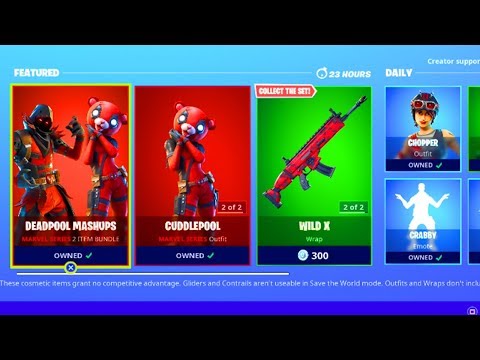 Creator suppor
FEATURED
23 HOURS
DAILY
COLLECT THE SET!
DEADPOOL MASHUPS
MARVEL SERIES 2 ITEM BUNDLE
OWNED ✓
2 of 2
CUDDLEPOOL
MARVEL SERIES Outfit
OWNED ✓
2 of 2
WILD X
Wrap
300
CHOPPER
Outfit
OWNED ✓
CRABBY
Emote
OWNED ✓
These cosmetic items grant no competitive advantage. Gliders and Contrails aren't useable in Save the World mode. Outfits and Wraps don't inclu